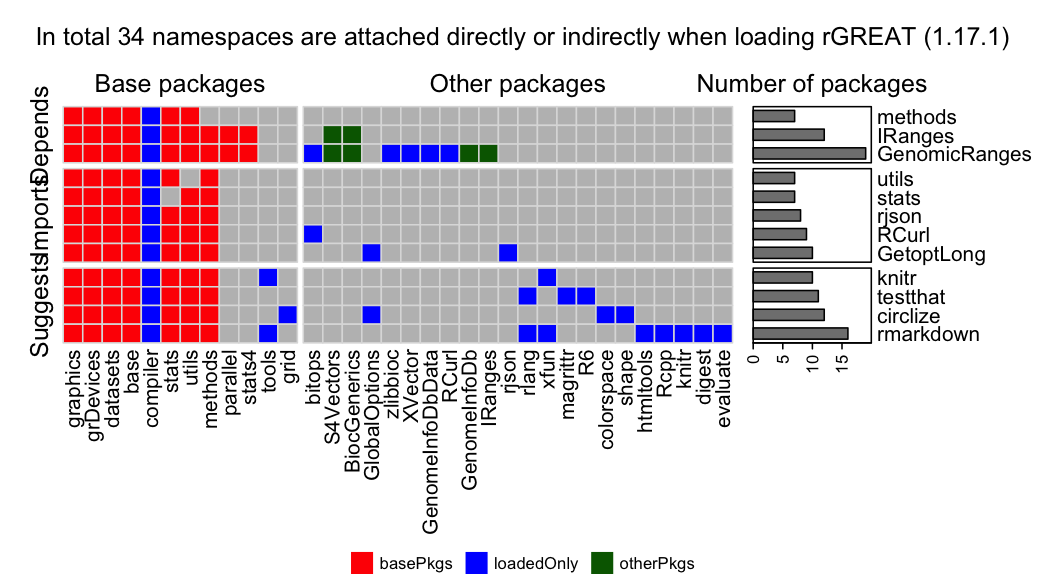 In total 34 namespaces are attached directly or indirectly when loading rGREAT (1.17.1)
Base packages
Other packages
Number of packages
Depends
methods
IRanges
GenomicRanges
Imports
utils
stats
rjson
RCurl
GetoptLong
Suggests
knitr
testthat
circlize
rmarkdown
0
5
10
15
graphics
grDevices
datasets
base
compiler
stats
utils
methods
parallel
stats4
tools
grid
bitops
S4Vectors
BiocGenerics
GlobalOptions
zlibbioc
XVector
GenomeInfoDbData
RCurl
GenomeInfoDb
IRanges
rjson
rlang
xfun
magrittr
R6
colorspace
shape
htmltools
Rcpp
knitr
digest
evaluate
basePkgs
loadedOnly
otherPkgs